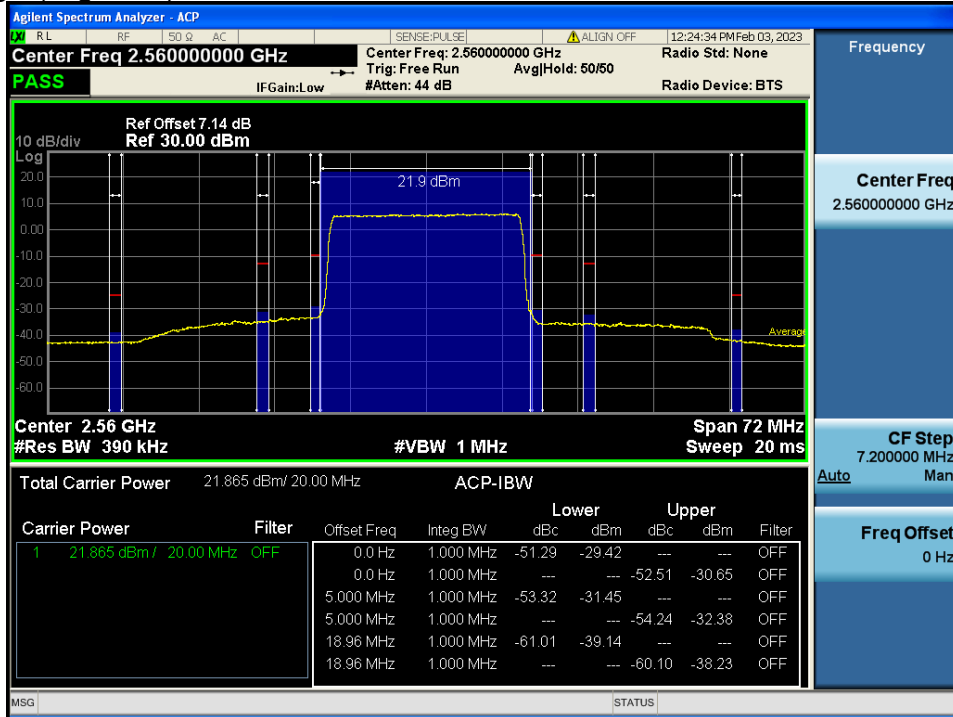 Agilent Spectrum Analyzer - ACP
LXI RL RF 50 Ω AC SENSE:PULSE ALIGN OFF 12:24:34 PM Feb 03, 2023
Center Freq 2.560000000 GHz
Center Freq: 2.560000000 GHz
Radio Std: None
Trig: Free Run Avg|Hold: 50/50
PASS
IFGain:Low
#Atten: 44 dB
Radio Device: BTS
Frequency
Ref Offset 7.14 dB
10 dB/div Ref 30.00 dBm
Log
20.0
21.9 dBm
10.0
0.00
-10.0
-20.0
-30.0
-40.0
Average
-50.0
-60.0
Center 2.56 GHz Span 72 MHz
#Res BW 390 kHz #VBW 1 MHz Sweep 20 ms
Center Freq
2.560000000 GHz
CF Step
7.200000 MHz
Auto Man
Freq Offset
0 Hz
Total Carrier Power 21.865 dBm/ 20.00 MHz ACP-IBW
Lower Upper
Carrier Power Filter Offset Freq Integ BW dBc dBm dBc dBm Filter
1 21.865 dBm / 20.00 MHz OFF 0.0 Hz 1.000 MHz -51.29 -29.42 --- --- OFF
0.0 Hz 1.000 MHz --- --- -52.51 -30.65 OFF
5.000 MHz 1.000 MHz -53.32 -31.45 --- --- OFF
5.000 MHz 1.000 MHz --- --- -54.24 -32.38 OFF
18.96 MHz 1.000 MHz -61.01 -39.14 --- --- OFF
18.96 MHz 1.000 MHz --- --- -60.10 -38.23 OFF
MSG STATUS